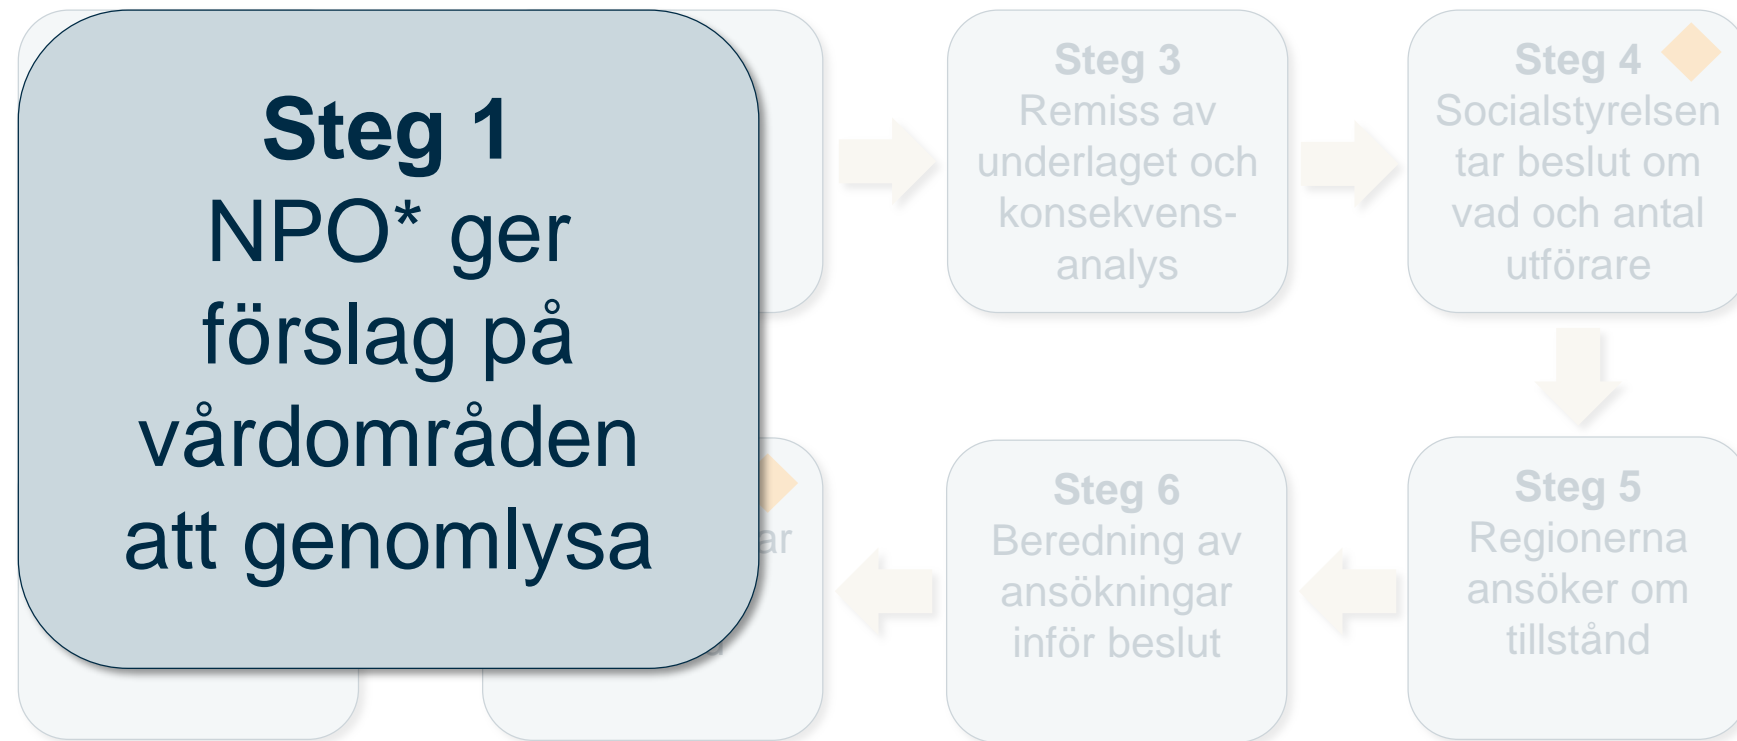 Steg 1
NPO* ger
förslag på
vårdområden
att genomlysa
Steg 3
Remiss av
underlaget och
konsekvens-
analys
Steg 4
Socialstyrelsen
tar beslut om
vad och antal
utförare
Steg 5
Regionerna
ansöker om
tillstånd
Steg 6
Beredning av
ansökningar
inför beslut
ar